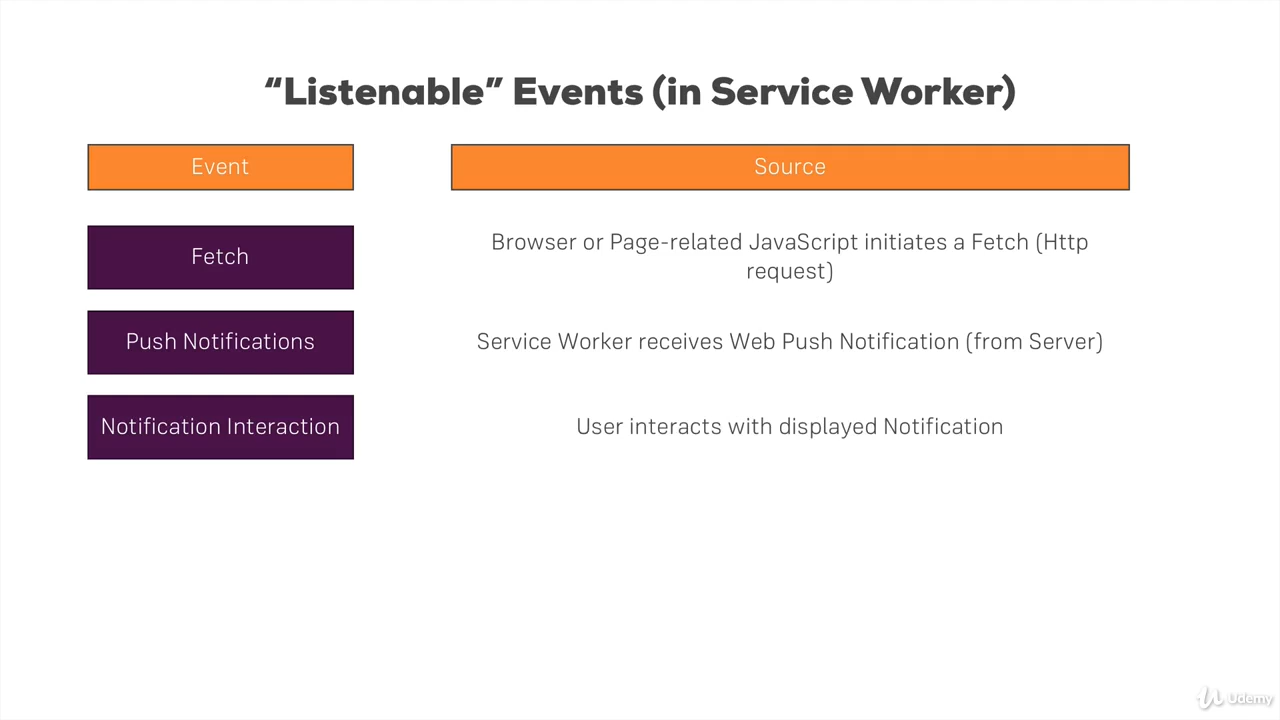 “Listenable” Events (in Service Worker)
Event
Source
Fetch
Browser or Page-related JavaScript initiates a Fetch (Http
request)
Push Notifications
Service Worker receives Web Push Notification (from Server)
Notification Interaction
User interacts with displayed Notification
Udemy